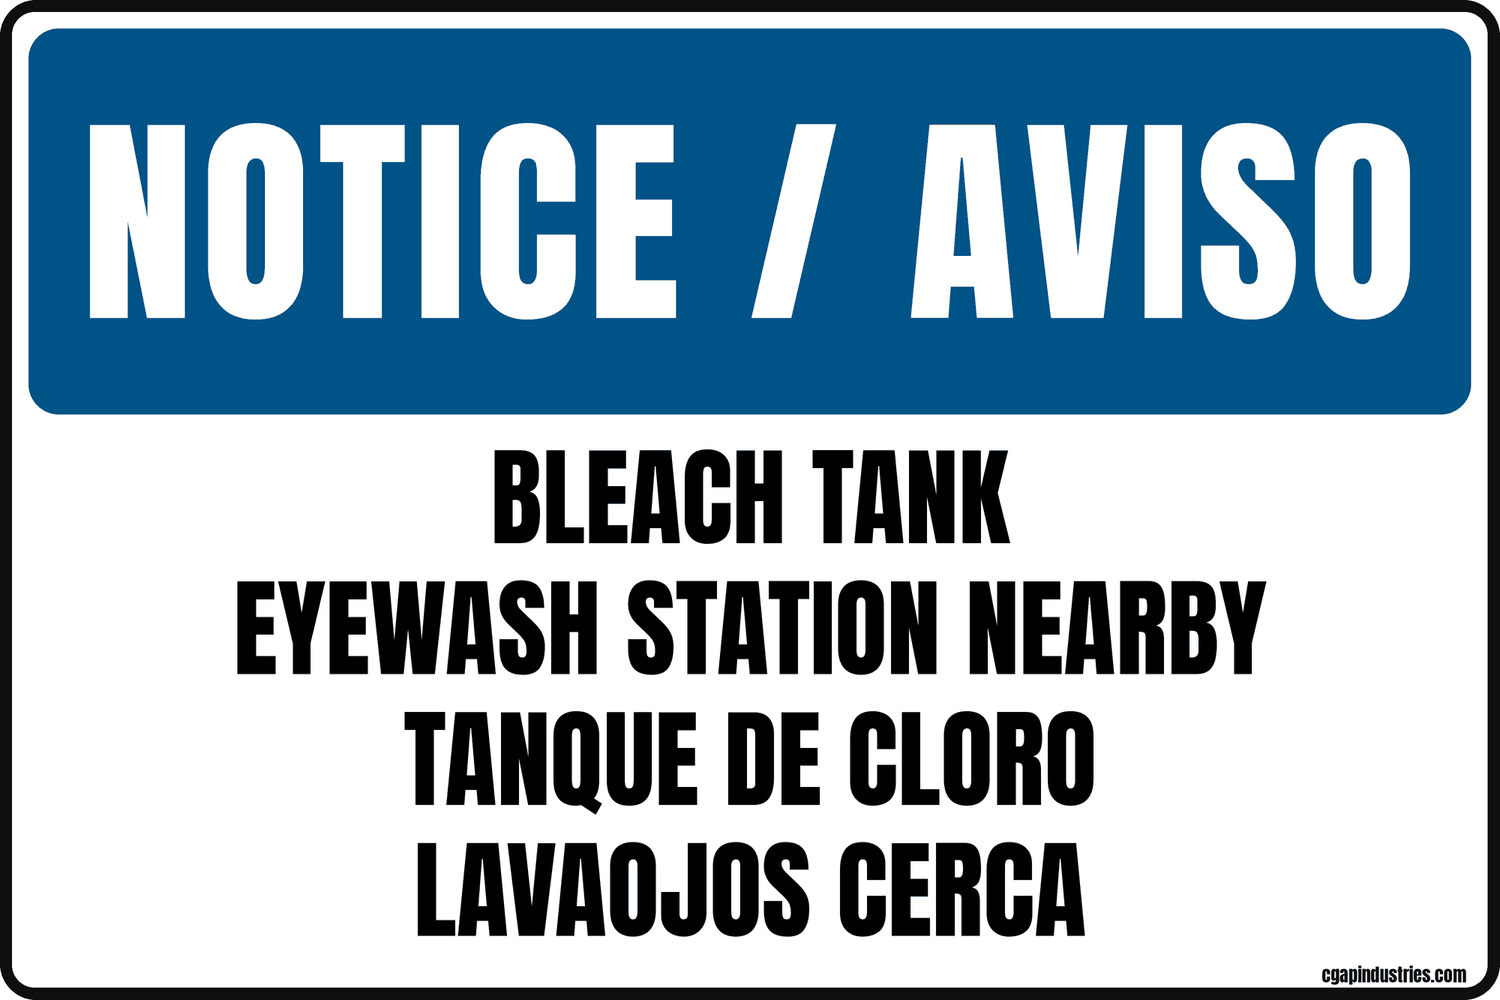 NOTICE / AVISO
BLEACH TANK
EYEWASH STATION NEARBY
TANQUE DE CLORO
LAVAOJOS CERCA
cgapindustries.com